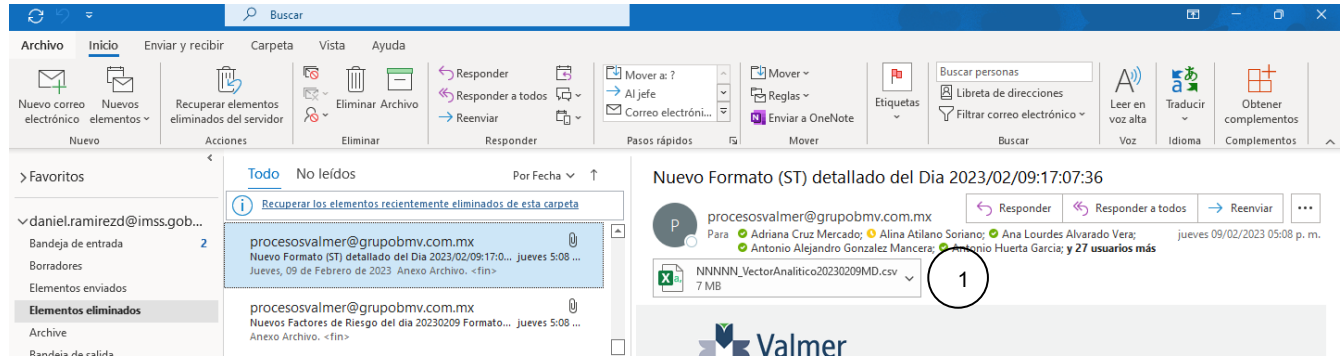 Buscar
Archivo Inicio Enviar y recibir Carpeta Vista Ayuda
Nuevo correo electrónico
Nuevos elementos
Nuevo
Recuperar elementos eliminados del servidor
Acciones
Eliminar Archivo
Eliminar
Responder
Responder a todos
Reenviar
Responder
Mover a: ?
Al jefe
Correo electróni...
Pasos rápidos
Mover
Reglas
Enviar a OneNote
Mover
Etiquetas
Buscar personas
Libreta de direcciones
Filtrar correo electrónico
Buscar
Leer en voz alta
Voz
Traducir
Idioma
Obtener complementos
Complementos
Favoritos
daniel.ramirezd@imss.gob...
Bandeja de entrada 2
Borradores
Elementos enviados
Elementos eliminados
Archive
Bandeja de salida
Todo No leídos Por Fecha
Recuperar los elementos recientemente eliminados de esta carpeta
procesosvalmer@grupobmv.com.mx
Nuevo Formato (ST) detallado del Dia 2023/02/09:17:0... jueves 5:08 ...
Jueves, 09 de Febrero de 2023 Anexo Archivo. <fin>
procesosvalmer@grupobmv.com.mx
Nuevos Factores de Riesgo del dia 20230209 Formato... jueves 5:08 ...
Anexo Archivo. <fin>
Nuevo Formato (ST) detallado del Dia 2023/02/09:17:07:36
P
procesosvalmer@grupobmv.com.mx
Responder Responder a todos Reenviar
Para Adriana Cruz Mercado; Alina Atilano Soriano; Ana Lourdes Alvarado Vera;
Antonio Alejandro Gonzalez Mancera; Antonio Huerta Garcia; y 27 usuarios más
jueves 09/02/2023 05:08 p. m.
NNNNN_VectorAnalitico20230209MD.csv
7 MB
1
Valmer